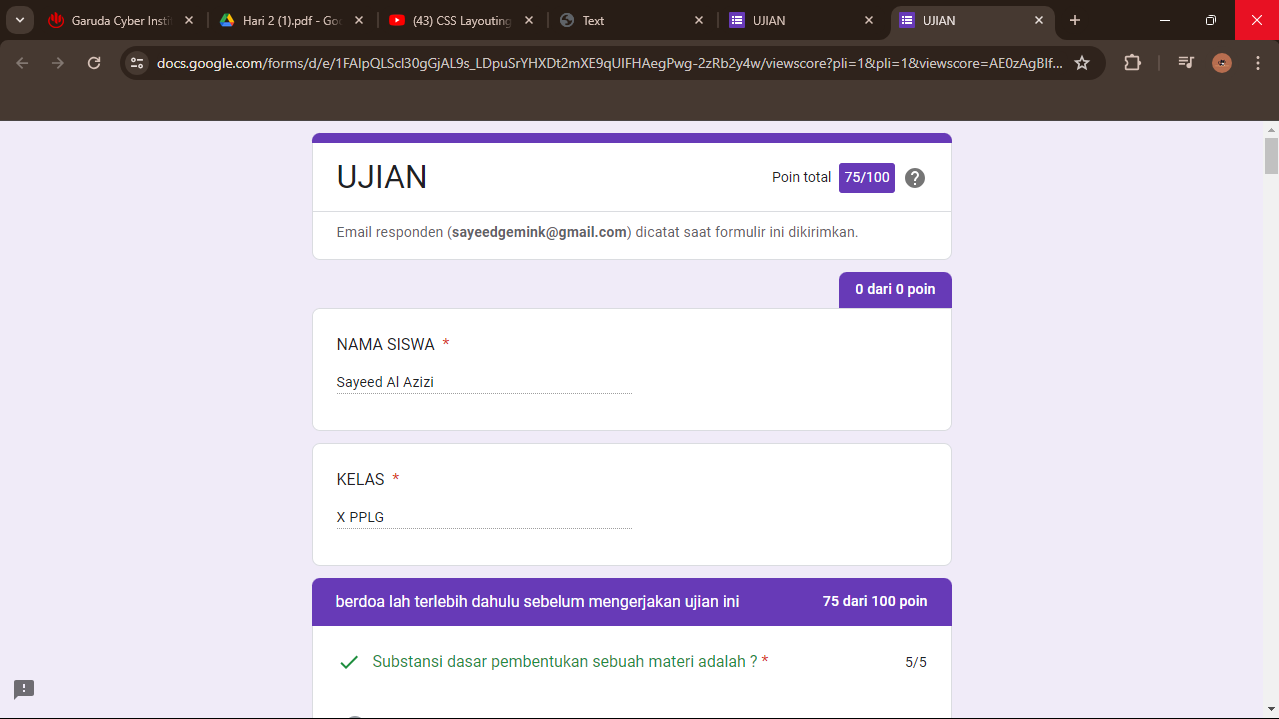 Garuda Cyber Insti
Hari 2 (1).pdf - Goo
(43) CSS Layouting
Text
UJIAN
UJIAN
docs.google.com/forms/d/e/1FAIpQLScl30gGjAL9s_LDpuSrYHXDt2mXE9qUIFHAegPwg-2zRb2y4w/viewscore?pli=1&pli=1&viewscore=AE0zAgBIf...
UJIAN
Poin total 75/100
Email responden (sayeedgemink@gmail.com) dicatat saat formulir ini dikirimkan.
0 dari 0 poin
NAMA SISWA *
Sayeed Al Azizi
KELAS *
X PPLG
berdoa lah terlebih dahulu sebelum mengerjakan ujian ini 75 dari 100 poin
Substansi dasar pembentukan sebuah materi adalah ? * 5/5